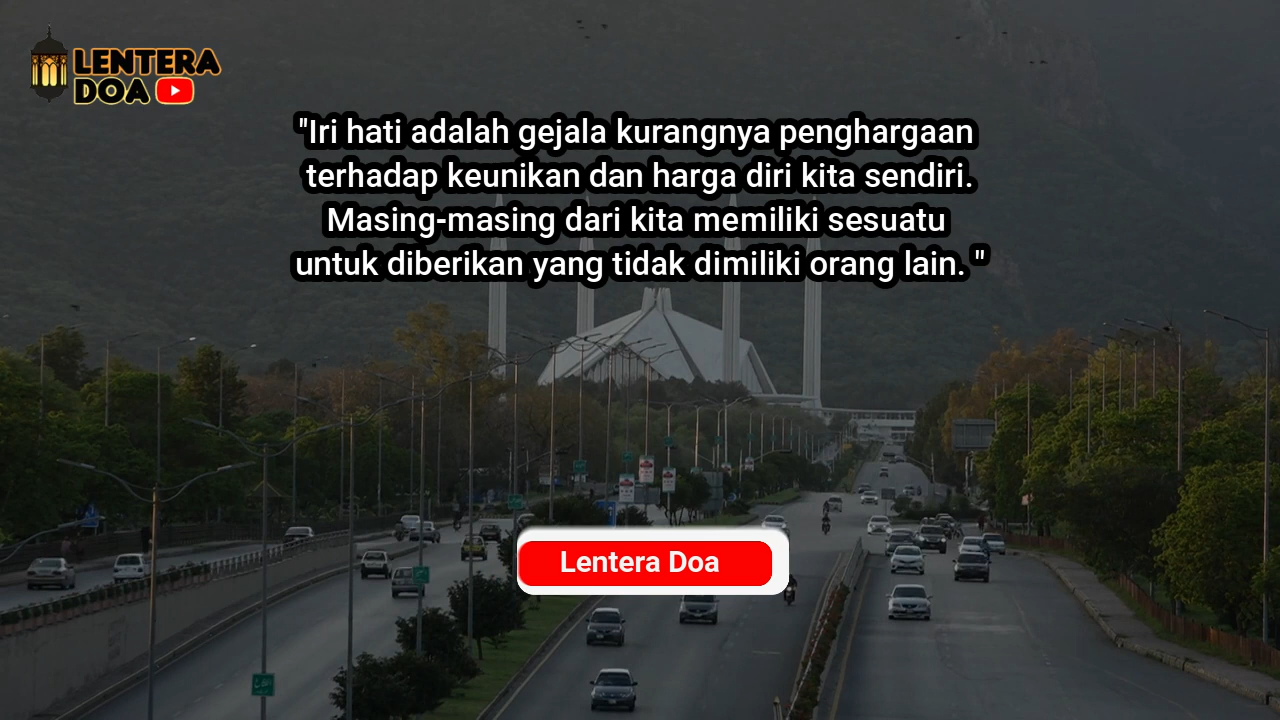 LENTERA
DOA
"Iri hati adalah gejala kurangnya penghargaan
terhadap keunikan dan harga diri kita sendiri.
Masing-masing dari kita memiliki sesuatu
untuk diberikan yang tidak dimiliki orang lain. "
Lentera Doa